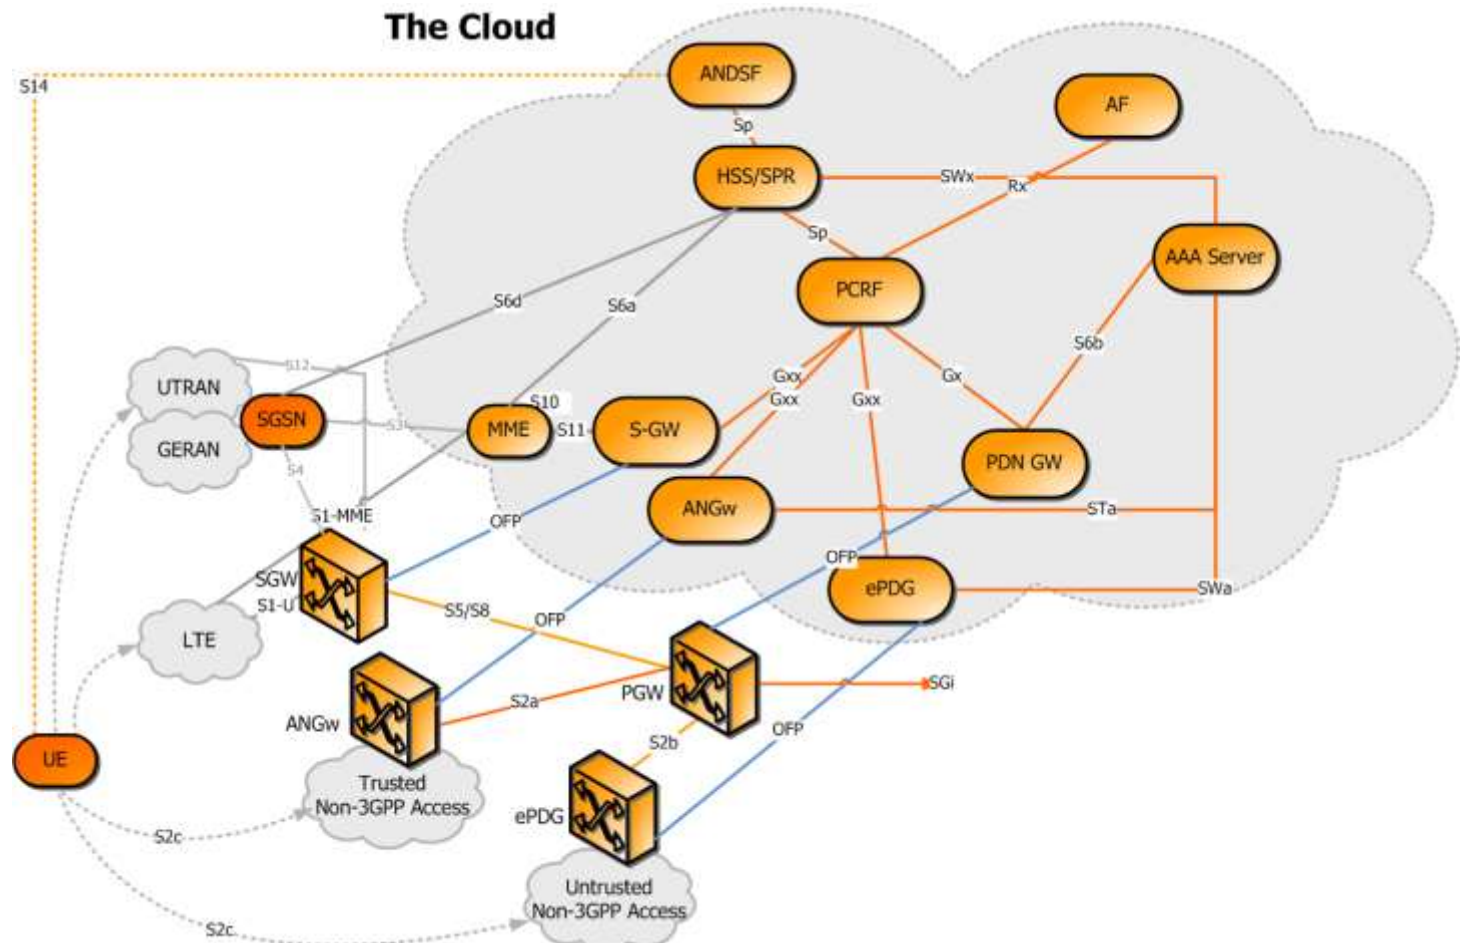 The Cloud
S14
ANDSF
AF
Sp
HSS/SPR
SWx
Rx
Sp
AAA Server
PCRF
S6d
S6a
S6b
S12
UTRAN
Gxx
Gx
Gxx
Gxx
S10
SGSN
S3
MME
S11
S-GW
GERAN
PDN GW
S4
ANGw
STa
S1-MME
OFP
OFP
SGW
ePDG
SWa
S1-U
S5/S8
OFP
LTE
PGW
SGi
S2a
ANGw
OFP
S2b
UE
Trusted
Non-3GPP Access
ePDG
S2c
Untrusted
Non-3GPP Access
S2c